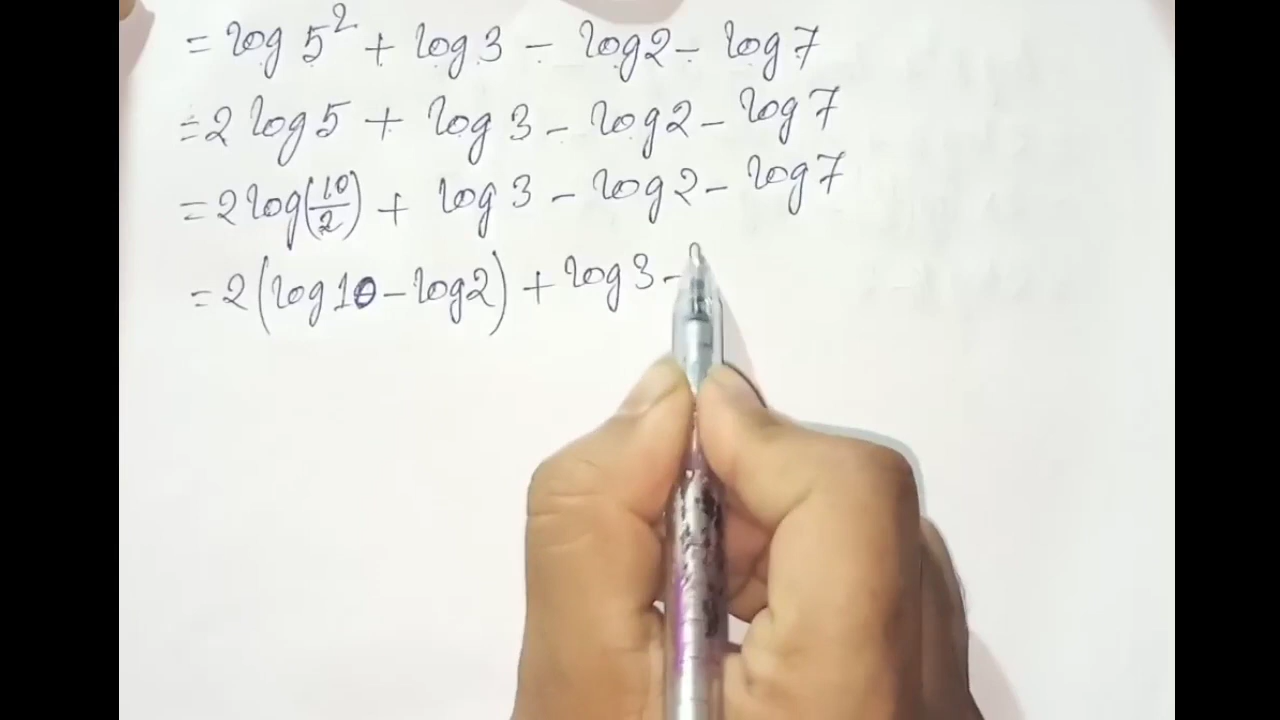 = log 5² + log 3 - log 2 - log 7
= 2 log 5 + log 3 - log 2 - log 7
= 2 log(10/2) + log 3 - log 2 - log 7
= 2 (log 10 - log 2) + log 3 -